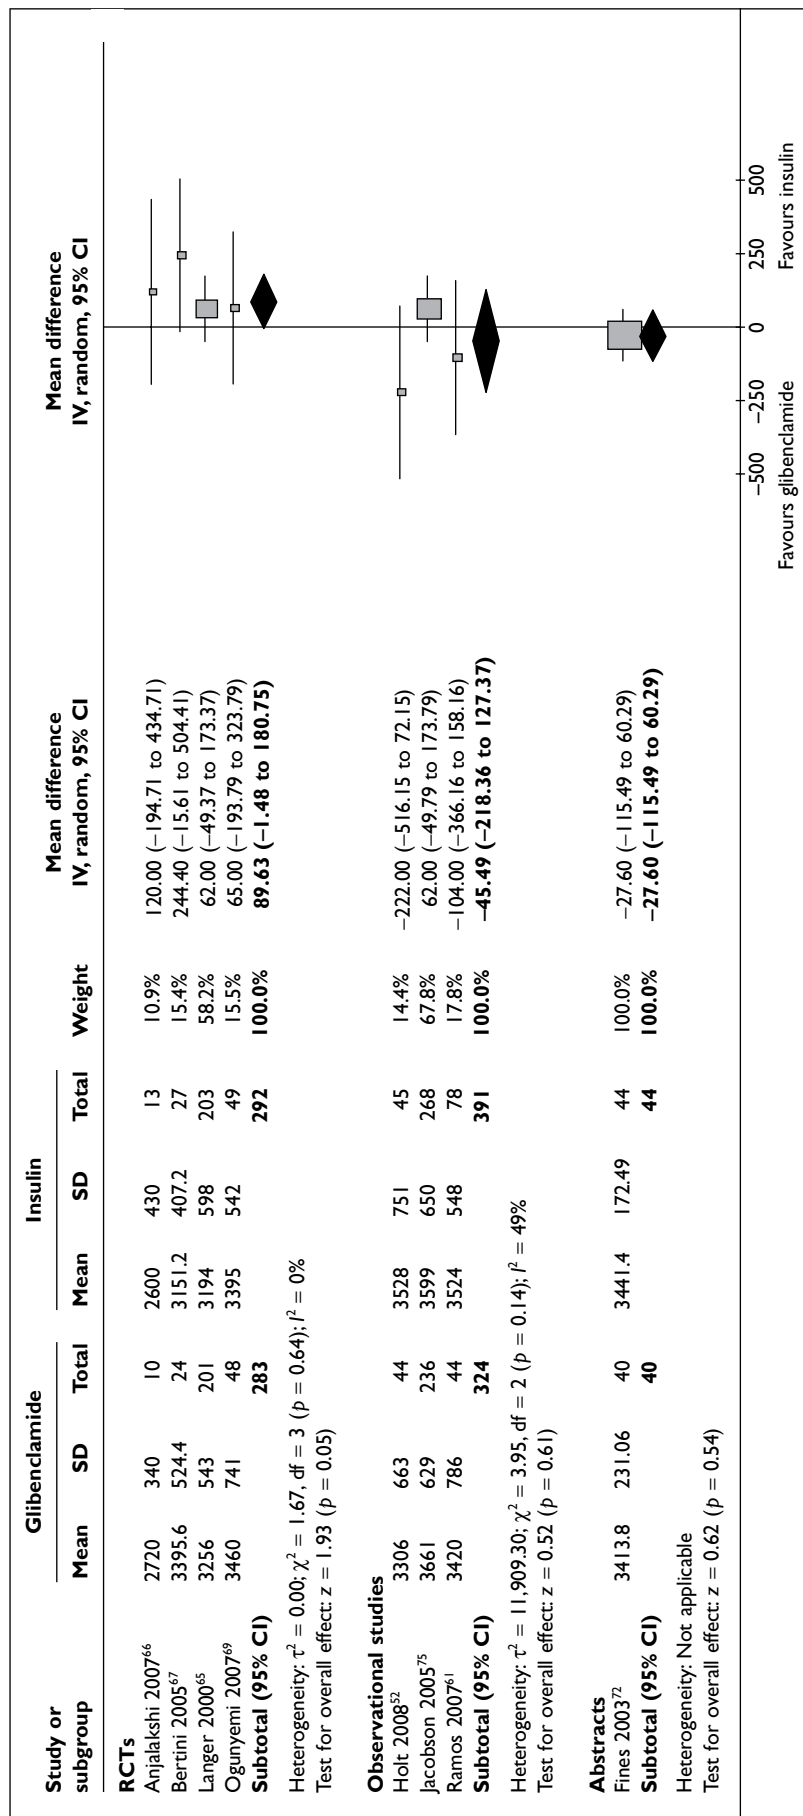 Glibenclamide Insulin
Study or subgroup Mean SD Total Mean SD Total Weight Mean difference IV, random, 95% CI Mean difference IV, random, 95% CI
RCTs
Anjalakshi 2007⁶⁶ 2720 340 10 2600 430 13 10.9% 120.00 (−194.71 to 434.71)
Bertini 2005⁶⁷ 3395.6 524.4 24 3151.2 407.2 27 15.4% 244.40 (−15.61 to 504.41)
Langer 2000⁶⁵ 3256 543 201 3194 598 203 58.2% 62.00 (−49.37 to 173.37)
Ogunyemi 2007⁶⁹ 3460 741 48 3395 542 49 15.5% 65.00 (−193.79 to 323.79)
Subtotal (95% CI) 283 292 100.0% 89.63 (−1.48 to 180.75)
Heterogeneity: τ² = 0.00; χ² = 1.67, df = 3 (p = 0.64); I² = 0%
Test for overall effect: z = 1.93 (p = 0.05)
Observational studies
Holt 2008⁵² 3306 663 44 3528 751 45 14.4% −222.00 (−516.15 to 72.15)
Jacobson 2005⁷⁵ 3661 629 236 3599 650 268 67.8% 62.00 (−49.79 to 173.79)
Ramos 2007⁶¹ 3420 786 44 3524 548 78 17.8% −104.00 (−366.16 to 158.16)
Subtotal (95% CI) 324 391 100.0% −45.49 (−218.36 to 127.37)
Heterogeneity: τ² = 11,909.30; χ² = 3.95, df = 2 (p = 0.14); I² = 49%
Test for overall effect: z = 0.52 (p = 0.61)
Abstracts
Fines 2003⁷² 3413.8 231.06 40 3441.4 172.49 44 100.0% −27.60 (−115.49 to 60.29)
Subtotal (95% CI) 40 44 100.0% −27.60 (−115.49 to 60.29)
Heterogeneity: Not applicable
Test for overall effect: z = 0.62 (p = 0.54)
−500 −250 0 250 500
Favours glibenclamide Favours insulin